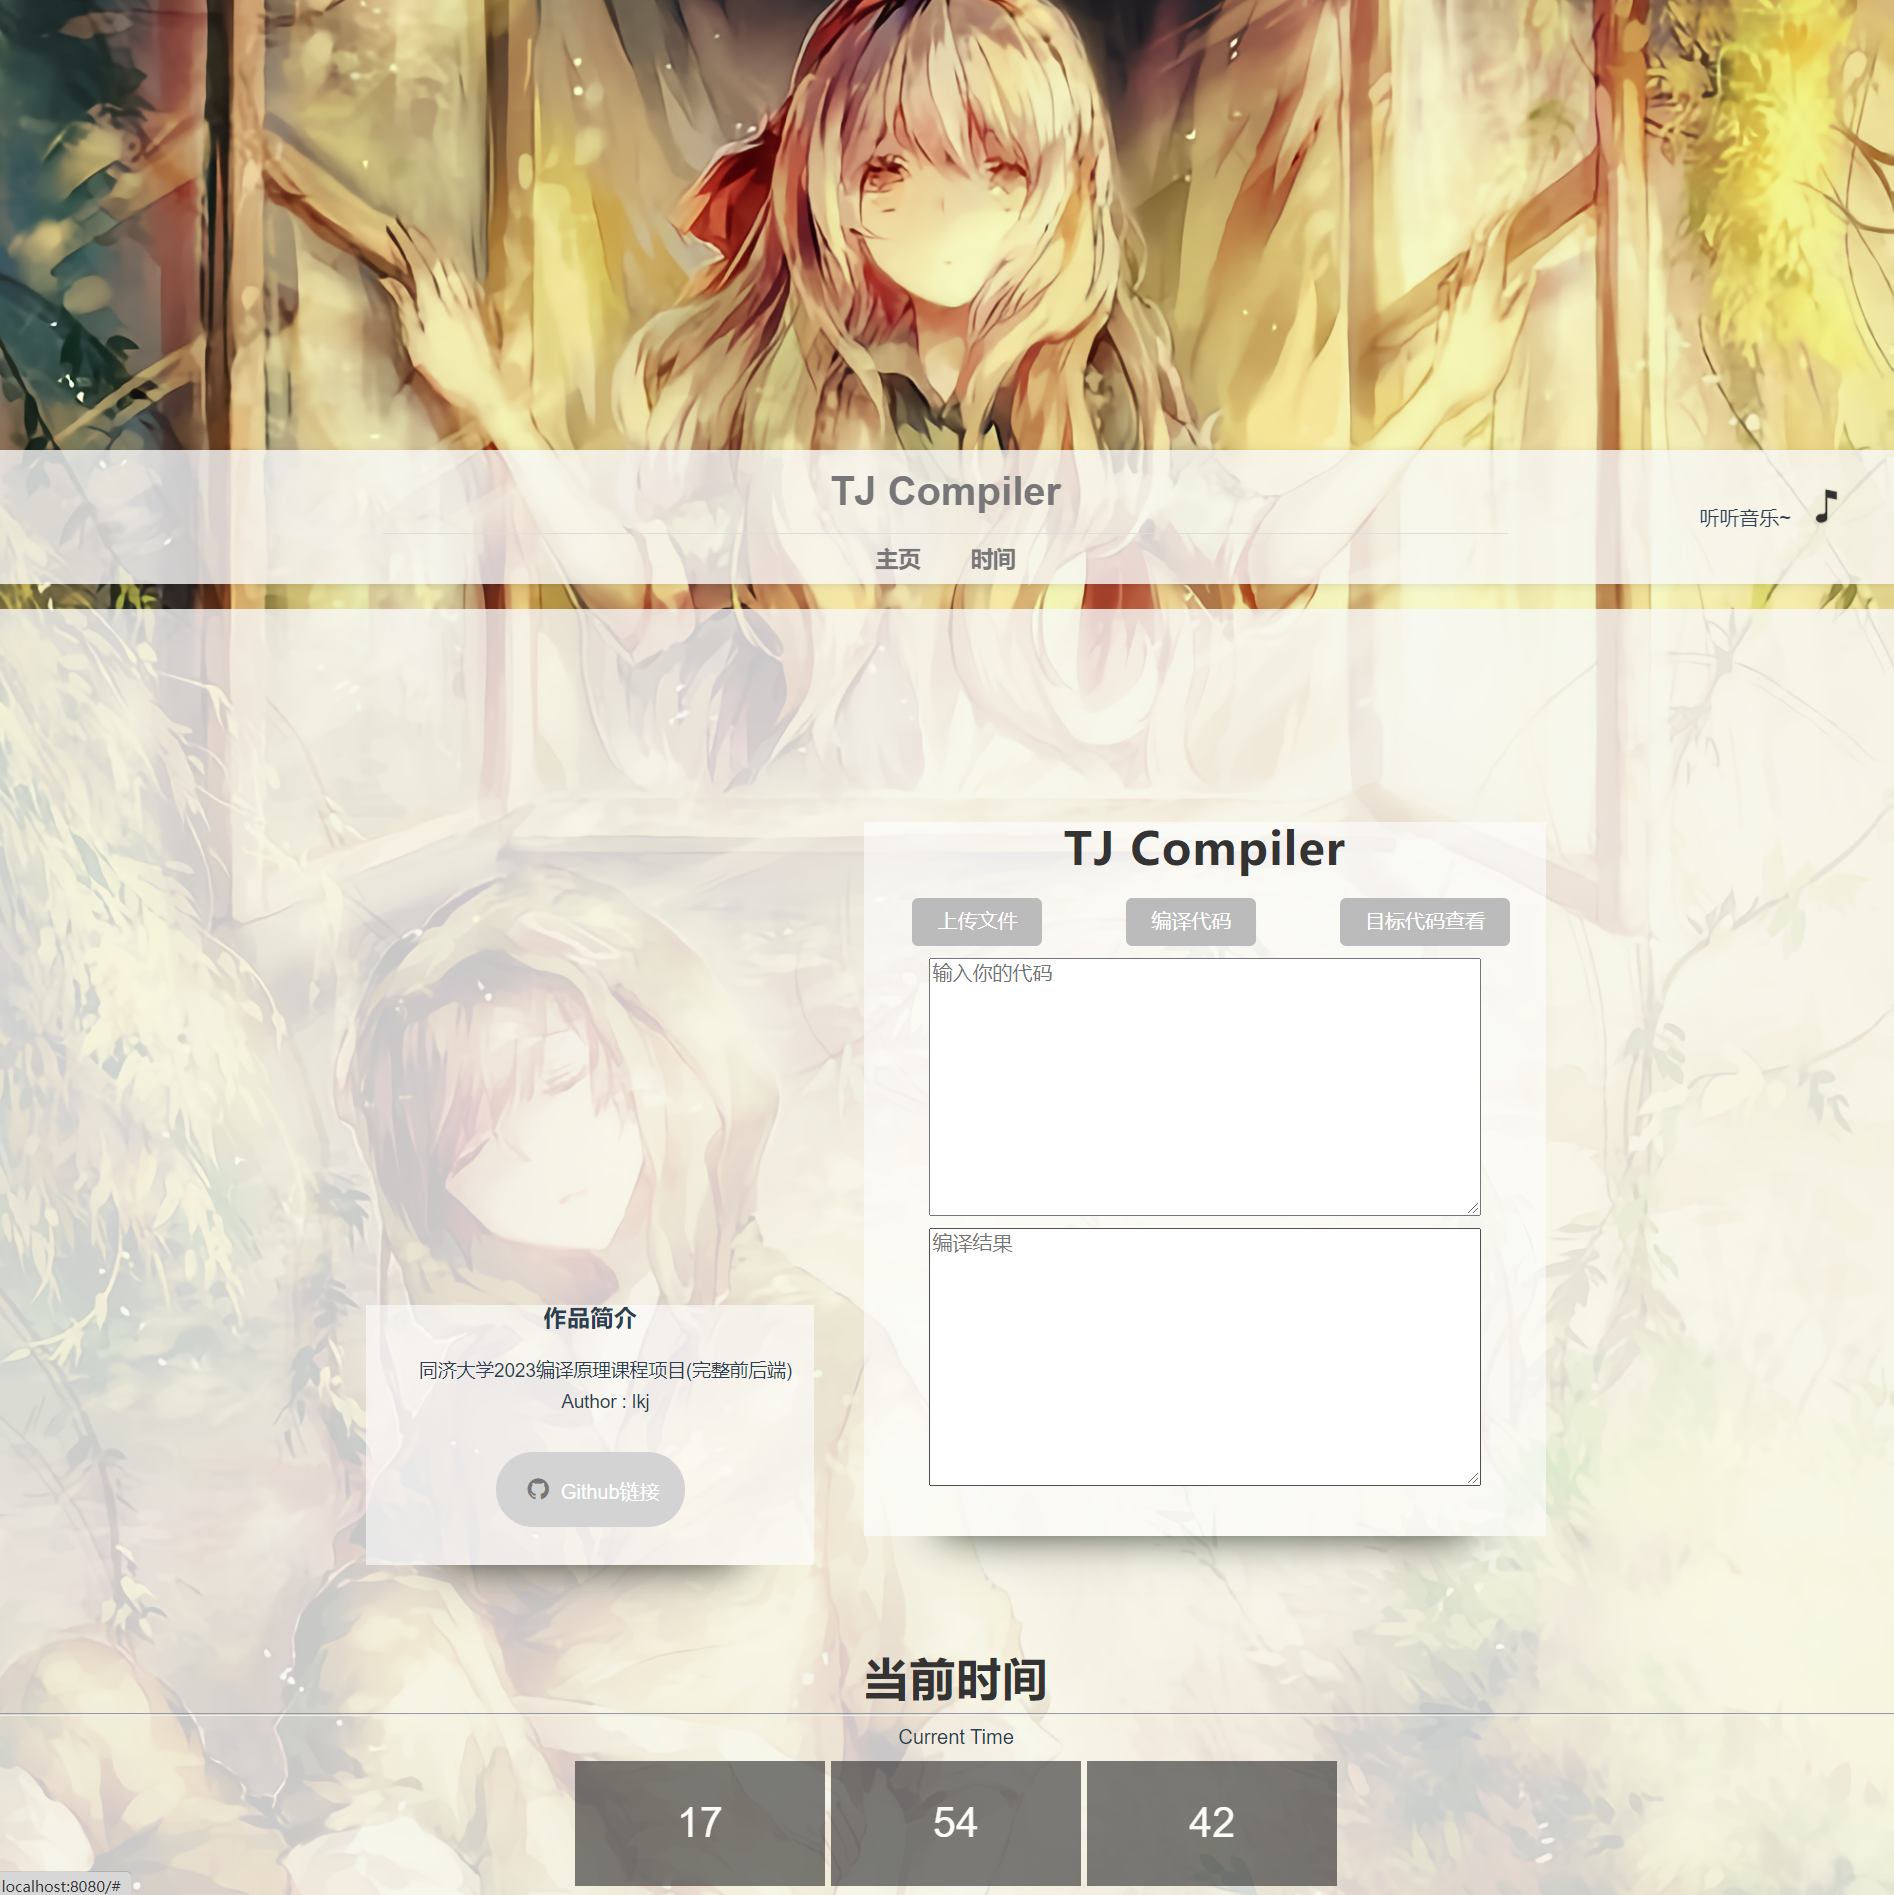 TJ Compiler
听听音乐~
主页 时间
TJ Compiler
上传文件 编译代码 目标代码查看
输入你的代码
编译结果
作品简介
同济大学2023编译原理课程项目(完整前后端)
Author : lkj
Github链接
当前时间
Current Time
17 54 42
localhost:8080/#